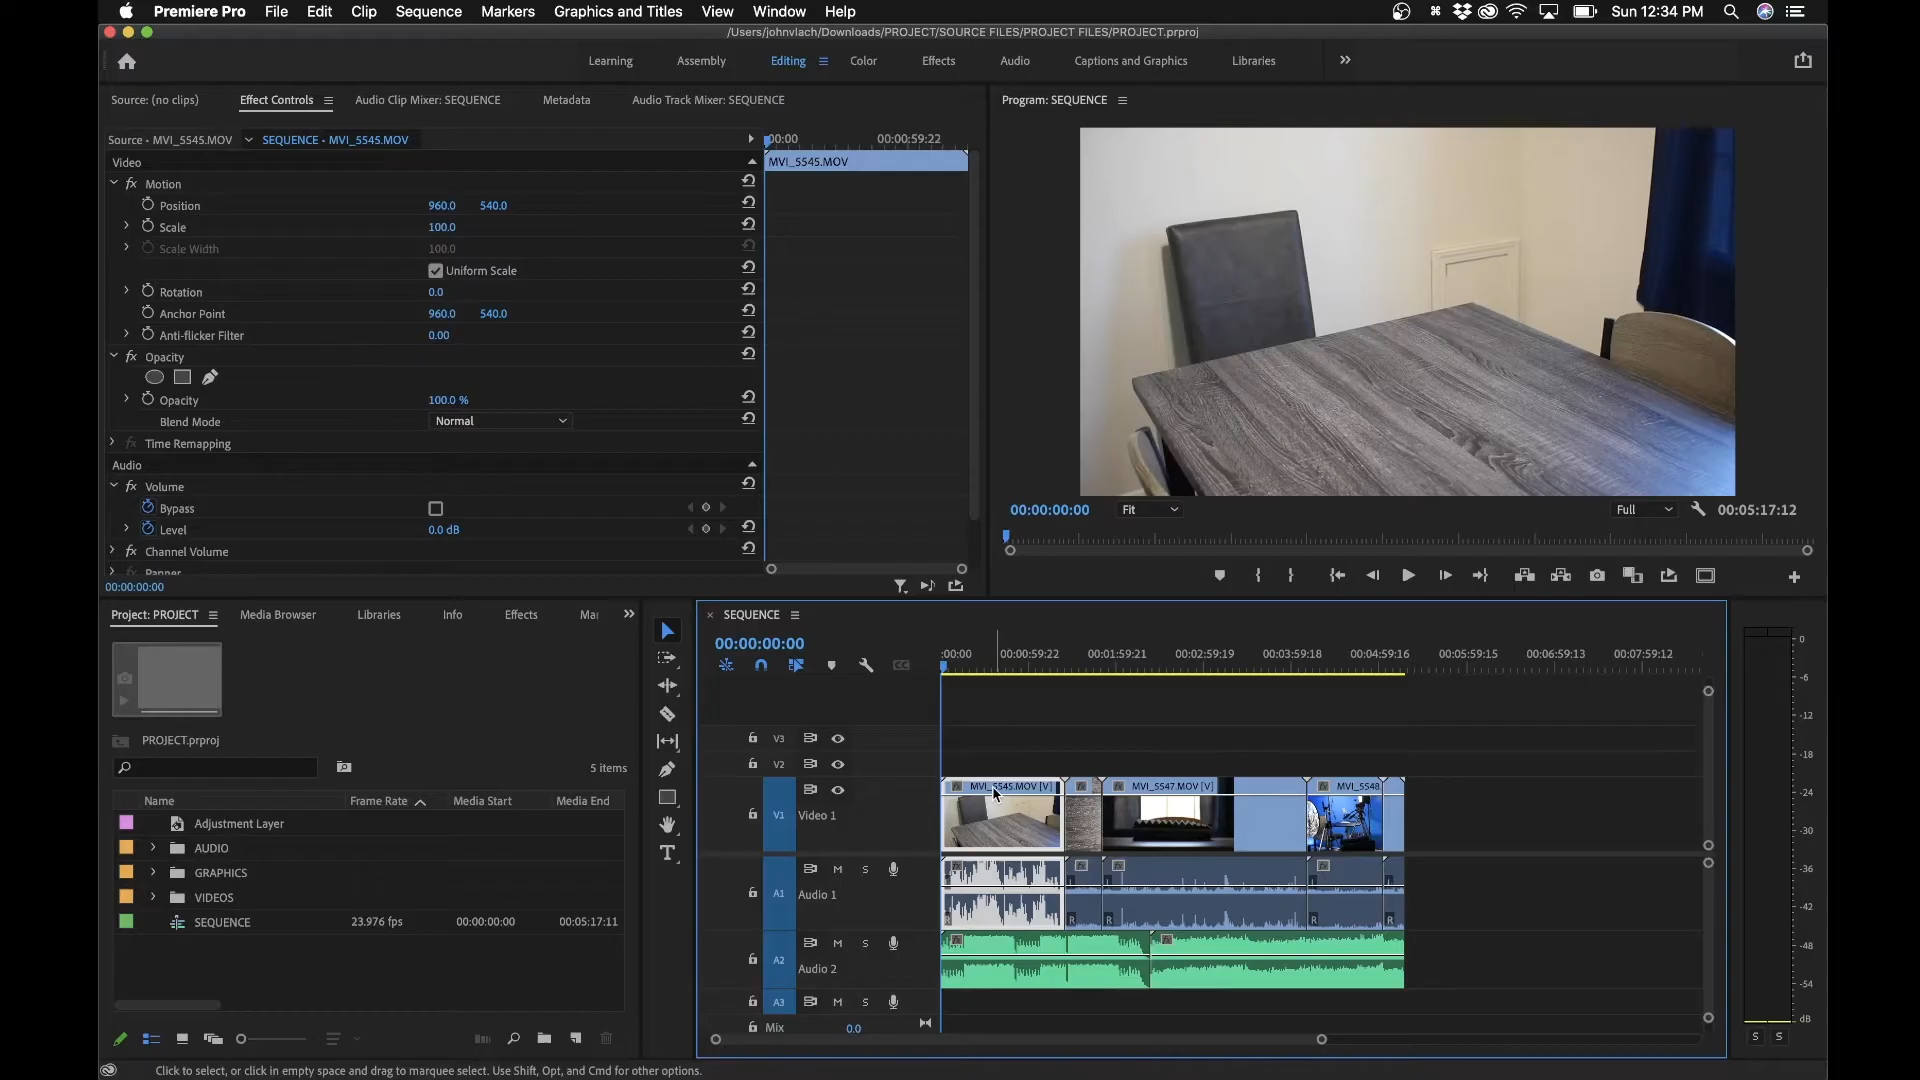 Premiere Pro File Edit Clip Sequence Markers Graphics and Titles View Window Help Sun 12:34 PM
/Users/johnvlach/Downloads/PROJECT/SOURCE FILES/PROJECT FILES/PROJECT.prproj
Learning Assembly Editing Color Effects Audio Captions and Graphics Libraries
Source: (no clips) Effect Controls Audio Clip Mixer: SEQUENCE Metadata Audio Track Mixer: SEQUENCE
Program: SEQUENCE
Source - MVI_5545.MOV SEQUENCE - MVI_5545.MOV :00:00 00:00:59:22
Video MVI_5545.MOV
fx Motion
Position 960.0 540.0
Scale 100.0
Scale Width 100.0
Uniform Scale
Rotation 0.0
Anchor Point 960.0 540.0
Anti-flicker Filter 0.00
fx Opacity
Opacity 100.0 %
Blend Mode Normal
fx Time Remapping
Audio
fx Volume
Bypass
Level 0.0 dB
fx Channel Volume
Panner
00:00:00:00
00:00:00:00 Fit Full 00:05:17:12
Project: PROJECT Media Browser Libraries Info Effects Ma
PROJECT.prproj
5 items
Name Frame Rate Media Start Media End
Adjustment Layer
AUDIO
GRAPHICS
VIDEOS
SEQUENCE 23.976 fps 00:00:00:00 00:05:17:11
SEQUENCE
00:00:00:00
:00:00 00:00:59:22 00:01:59:21 00:02:59:19 00:03:59:18 00:04:59:16 00:05:59:15 00:06:59:13 00:07:59:12
V3
V2
V1 Video 1
MVI_5545.MOV [V] MVI_5547.MOV [V] MVI_5548.
A1 M S Audio 1
R R R R R
A2 M S Audio 2
A3 M S
Mix 0.0
0
-6
-12
-18
-24
-30
-36
-42
-48
-54
dB
S S
Click to select, or click in empty space and drag to marquee select. Use Shift, Opt, and Cmd for other options.